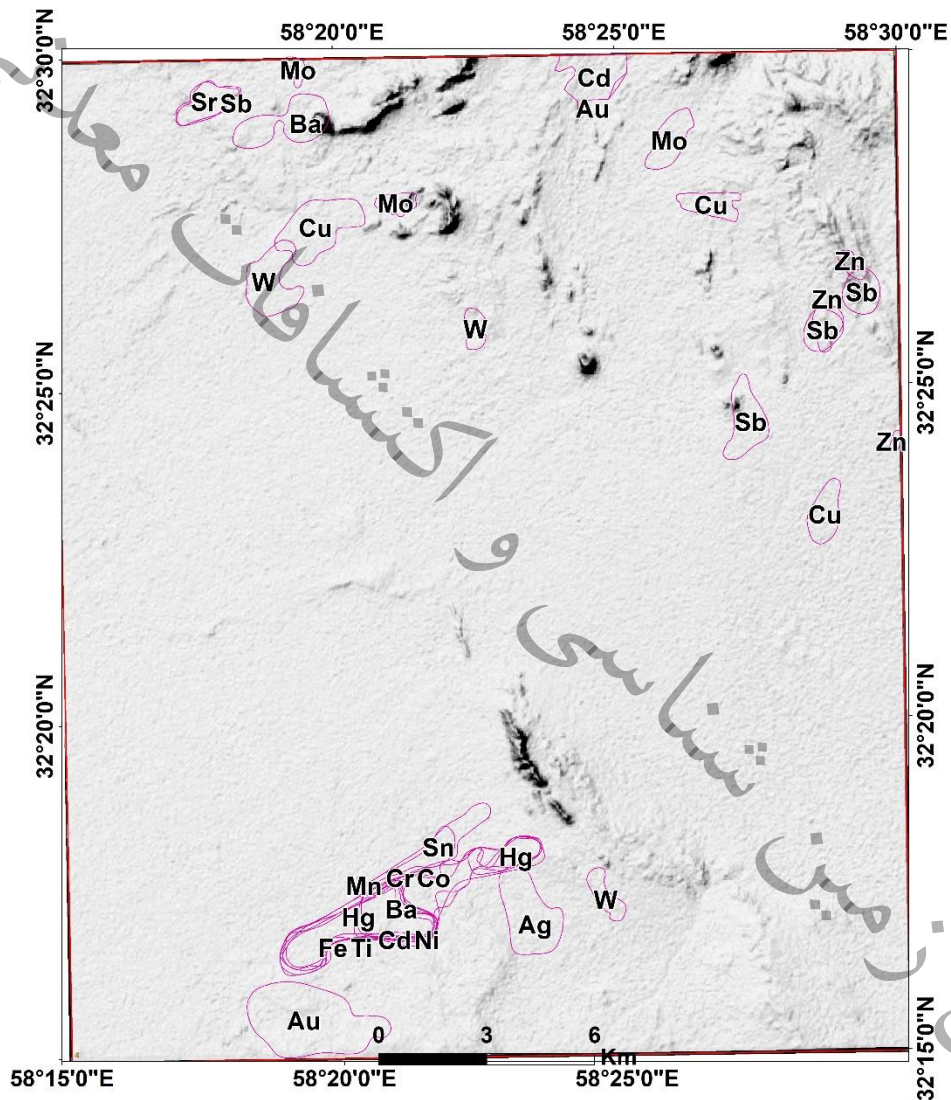 58°20'0"E 58°25'0"E 58°30'0"E
32°30'0"N
Mo
Cd
Sr Sb
Au
Ba
Mo
Mo
Cu
Cu
W
Zn
Sb
Zn
W
Sb
32°25'0"N
32°25'0"N
Sb
Zn
Cu
32°20'0"N
32°20'0"N
Sn
Hg
Cr Co
Mn
W
Ba
Hg
Ag
Cd Ni
Fe Ti
Au
0 3 6
Km
32°15'0"N
58°15'0"E 58°20'0"E 58°25'0"E
و اکتشافات
شناسی
زمین